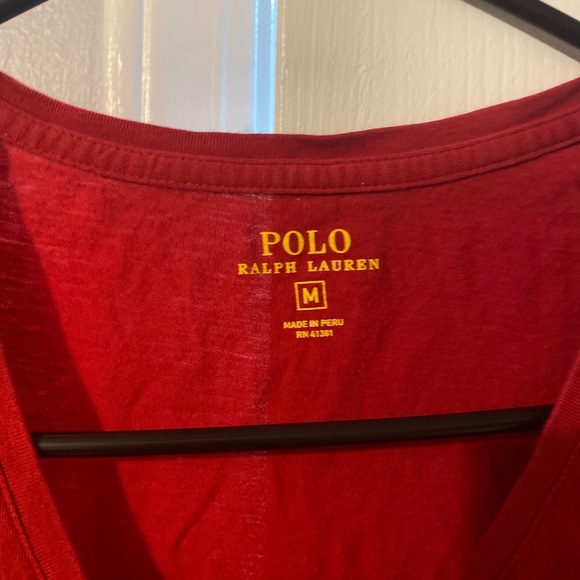 POLO
RALPH LAUREN
M
MADE IN PERU
RN 41381